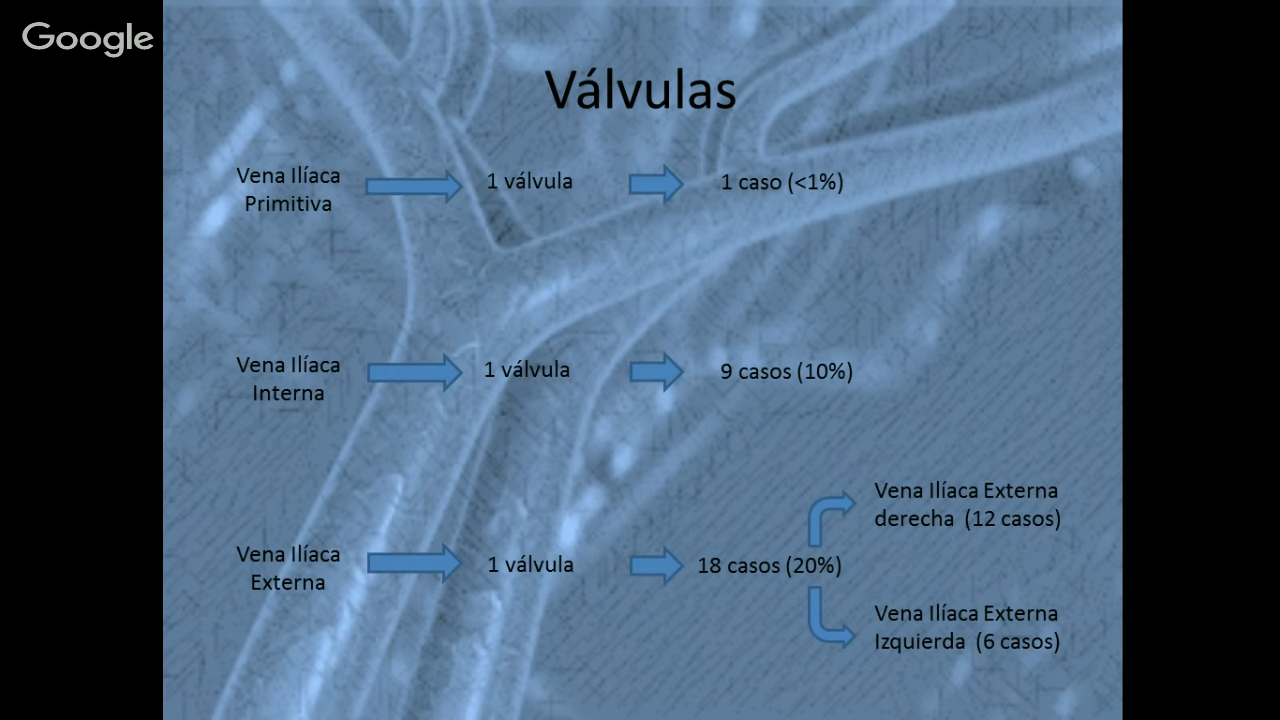 Google
Válvulas
Vena Ilíaca
Primitiva
1 válvula
1 caso (<1%)
Vena Ilíaca
Interna
1 válvula
9 casos (10%)
Vena Ilíaca
Externa
1 válvula
18 casos (20%)
Vena Ilíaca Externa
derecha (12 casos)
Vena Ilíaca Externa
Izquierda (6 casos)